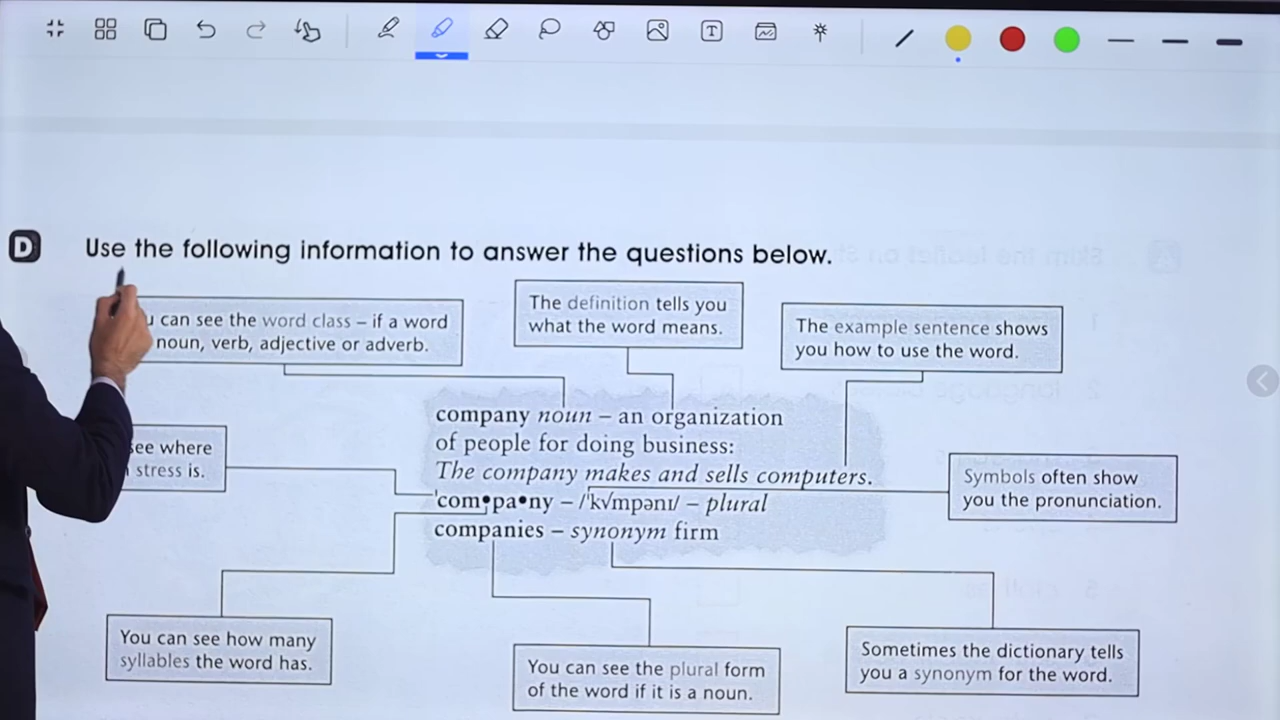 D Use the following information to answer the questions below.
can see the word class – if a word
noun, verb, adjective or adverb.
The definition tells you
what the word means.
The example sentence shows
you how to use the word.
company noun – an organization
of people for doing business:
The company makes and sells computers.
'com•pa•ny – /'k√mpənɪ/ – plural
companies – synonym firm
see where
stress is.
Symbols often show
you the pronunciation.
You can see how many
syllables the word has.
You can see the plural form
of the word if it is a noun.
Sometimes the dictionary tells
you a synonym for the word.